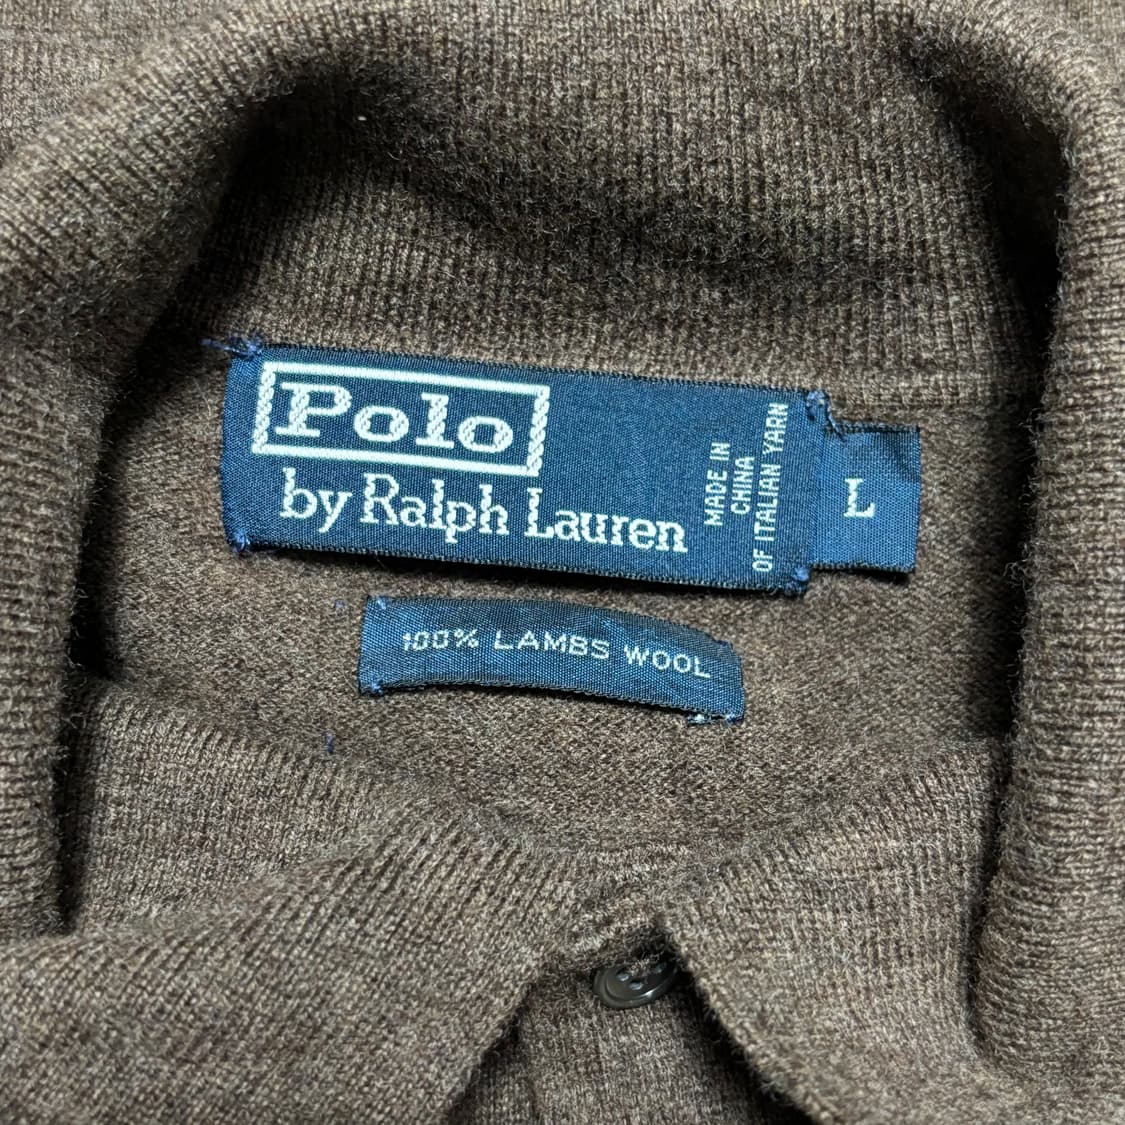 Polo
by Ralph Lauren
MADE IN
CHINA
OF ITALIAN YARN
L
100% LAMBS WOOL